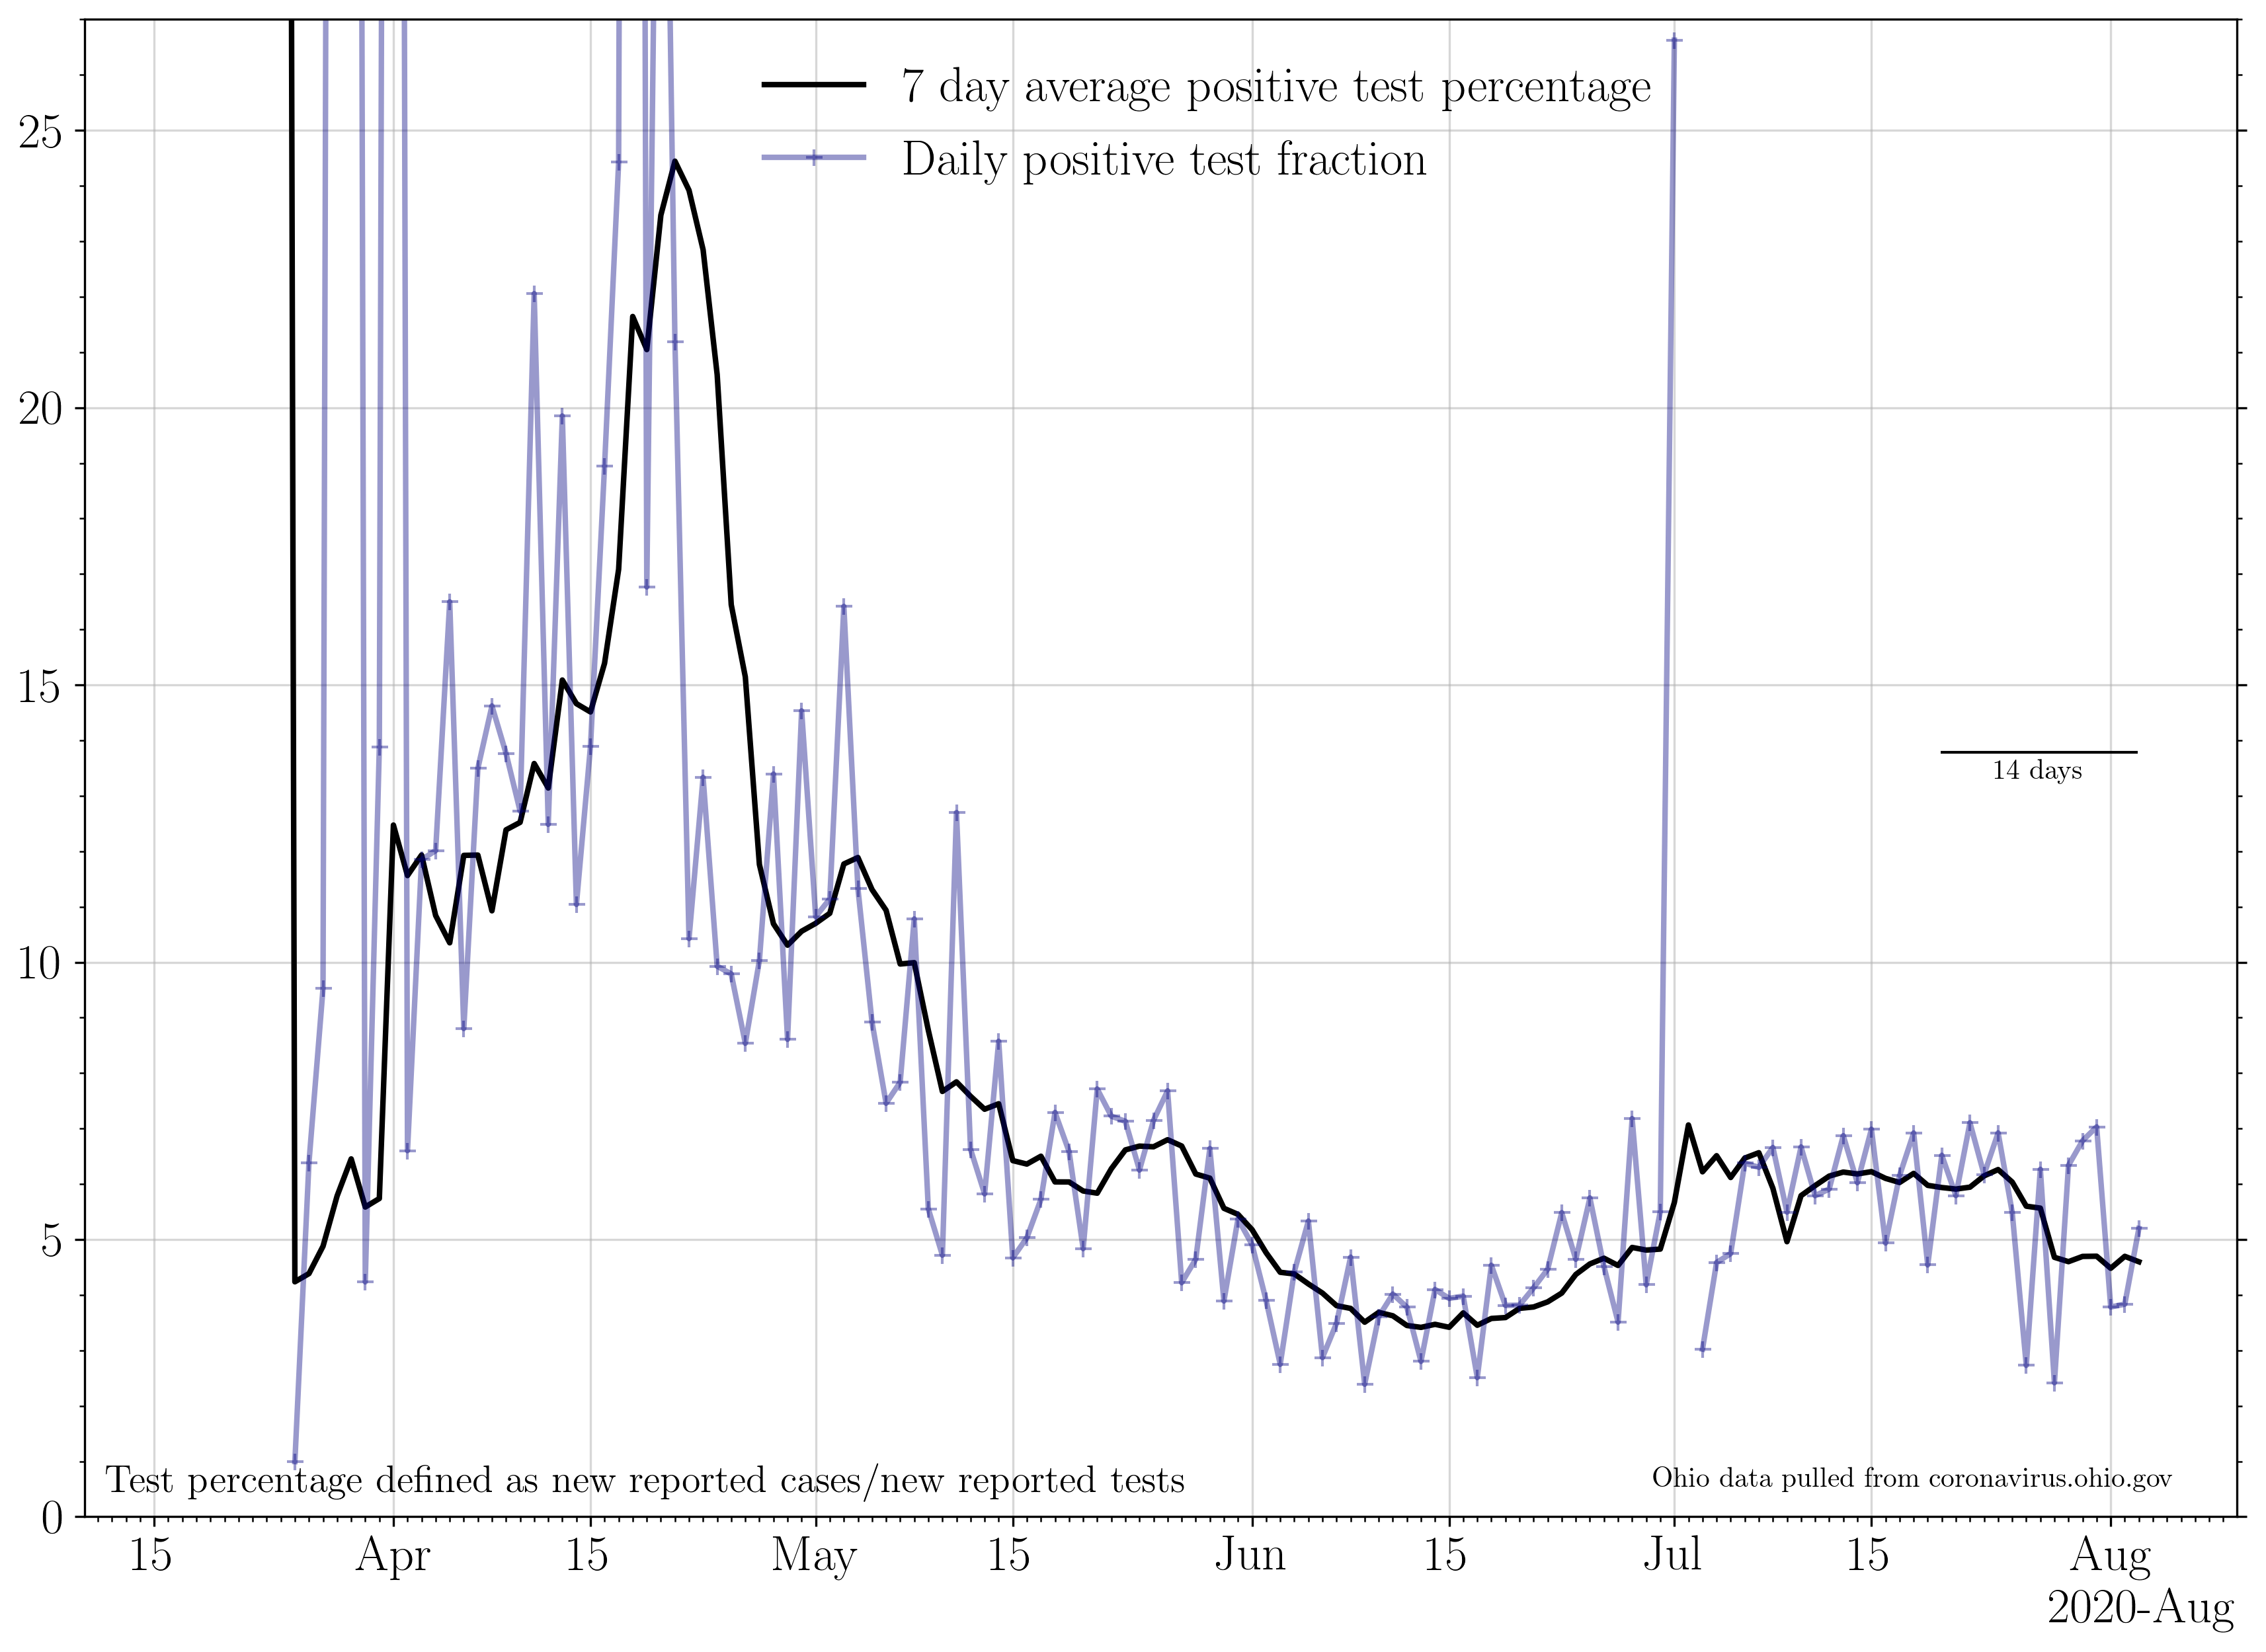 7 day average positive test percentage
Daily positive test fraction
25
20
15
14 days
10
5
Test percentage defined as new reported cases/new reported tests
Ohio data pulled from coronavirus.ohio.gov
0
15 Apr 15 May 15 Jun 15 Jul 15 Aug
2020-Aug